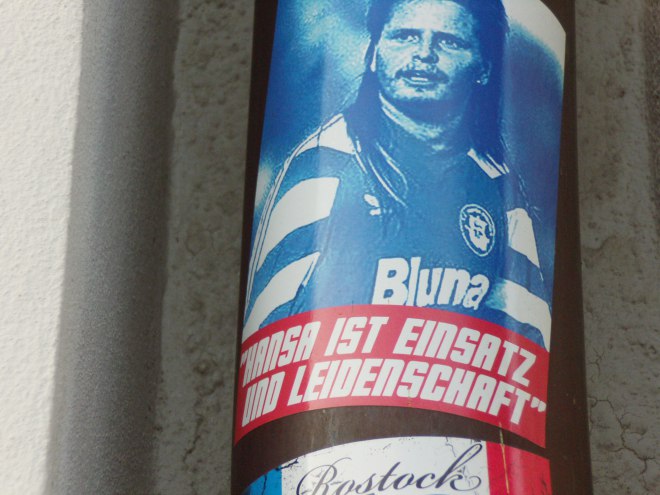 Bluna
"HANSA IST EINSATZ
UND LEIDENSCHAFT"
Rostock